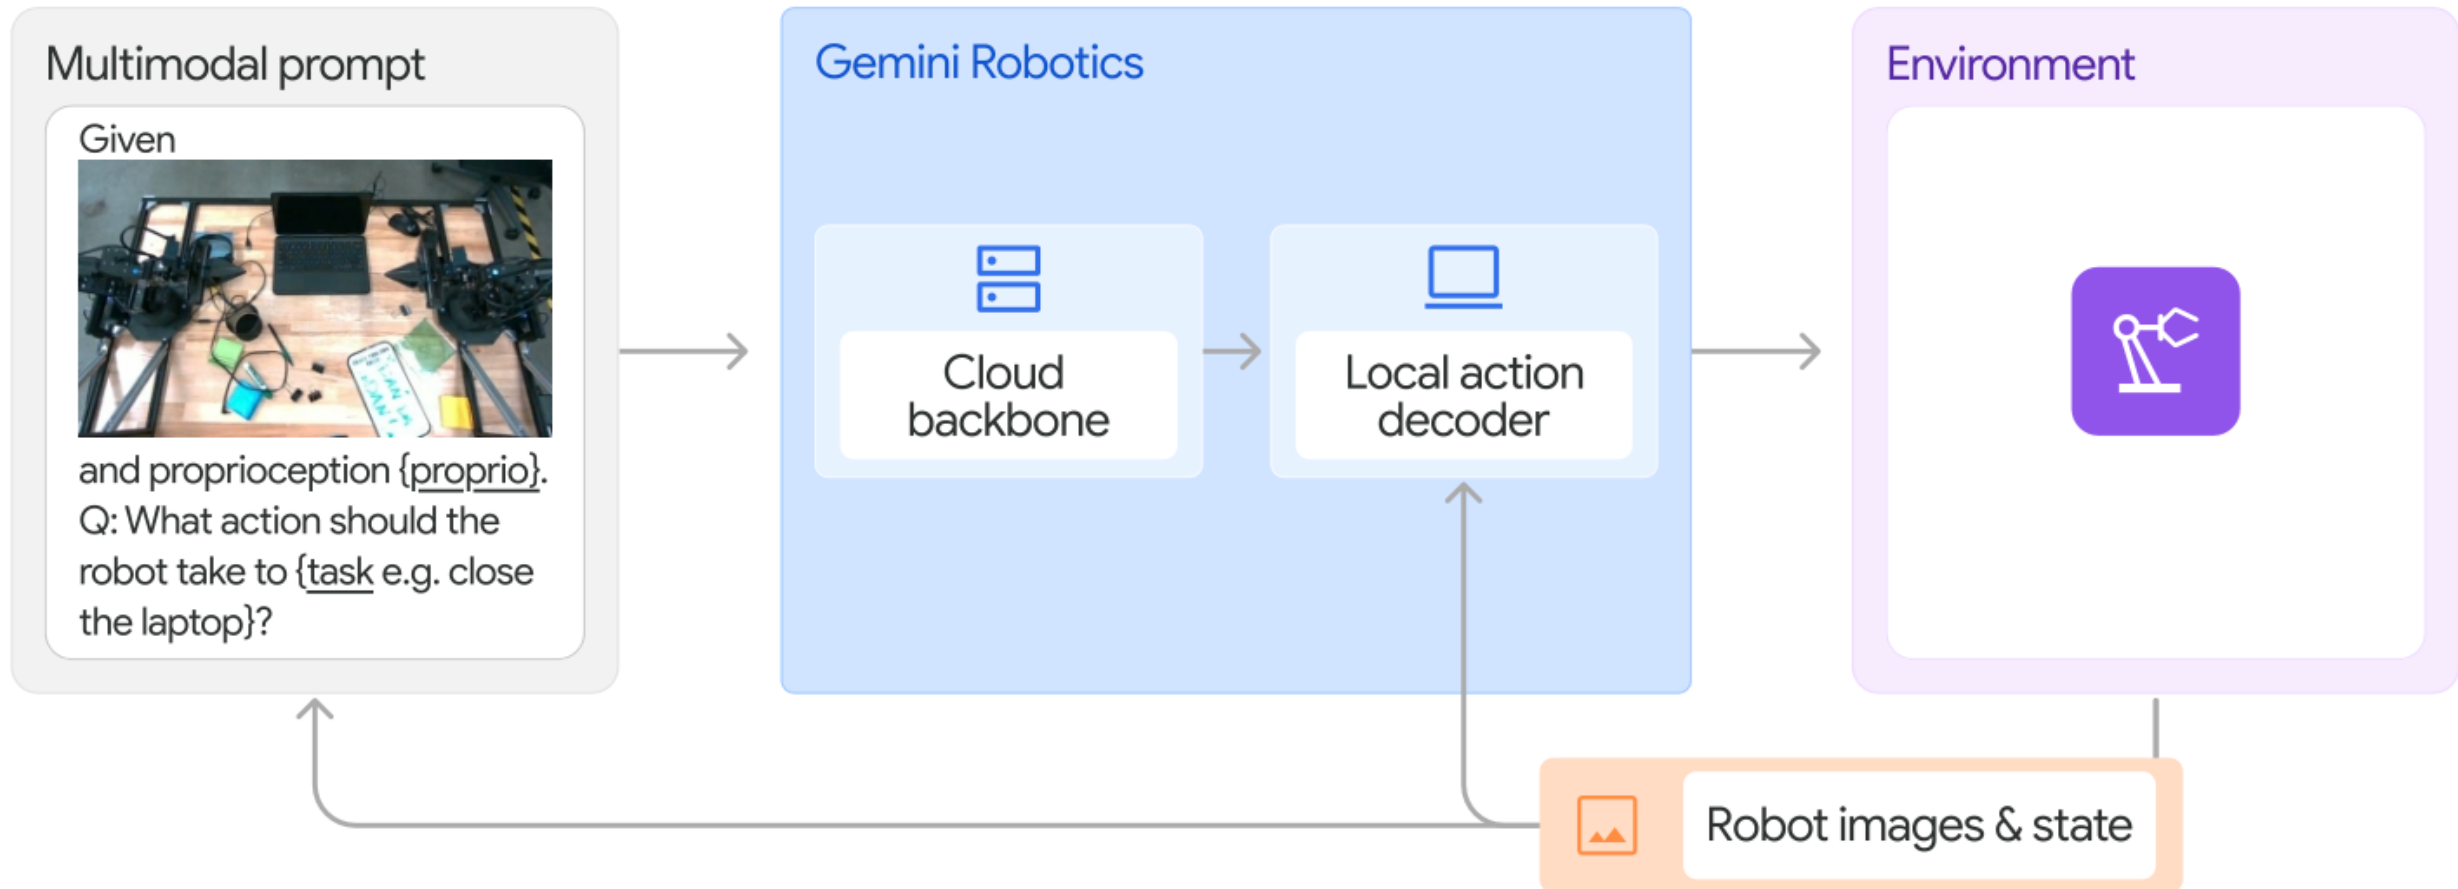 Multimodal prompt
Given
and proprioception {proprio}.
Q: What action should the
robot take to {task e.g. close
the laptop}?
Gemini Robotics
Cloud
backbone
Local action
decoder
Environment
Robot images & state